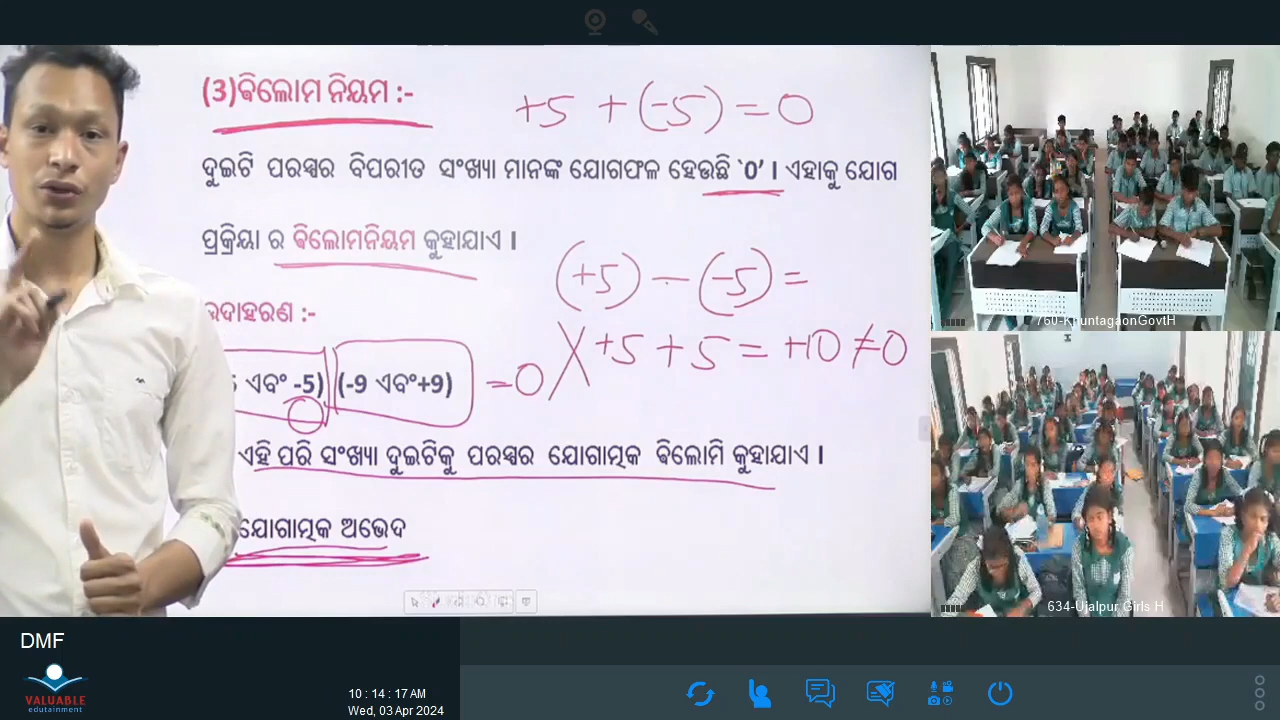 (3)ଵିଲୋମ ନିୟମ :-
+5 + (-5) = 0
ଦୁଇଟି ପରସ୍ପର ବିପରୀତ ସଂଖ୍ୟା ମାନଙ୍କ ଯୋଗଫଳ ହେଉଛି `0' । ଏହାକୁ ଯୋଗ
ପ୍ରକ୍ରିୟା ର ଵିଲୋମନିୟମ କୁହାଯାଏ ।
(+5) - (-5) =
ଉଦାହରଣ :-
+5 + 5 = +10 ≠ 0
ଏବଂ -5) (-9 ଏବଂ+9) =0
ଏହି ପରି ସଂଖ୍ୟା ଦୁଇଟିକୁ ପରସ୍ପର ଯୋଗାତ୍ମକ ଵିଲୋମି କୁହାଯାଏ ।
ଯୋଗାତ୍ମକ ଅଭେଦ
760-KhuntagaonGovtH
634-Ujalpur Girls H
DMF
VALUABLE
edutainment
10 : 14 : 17 AM
Wed, 03 Apr 2024